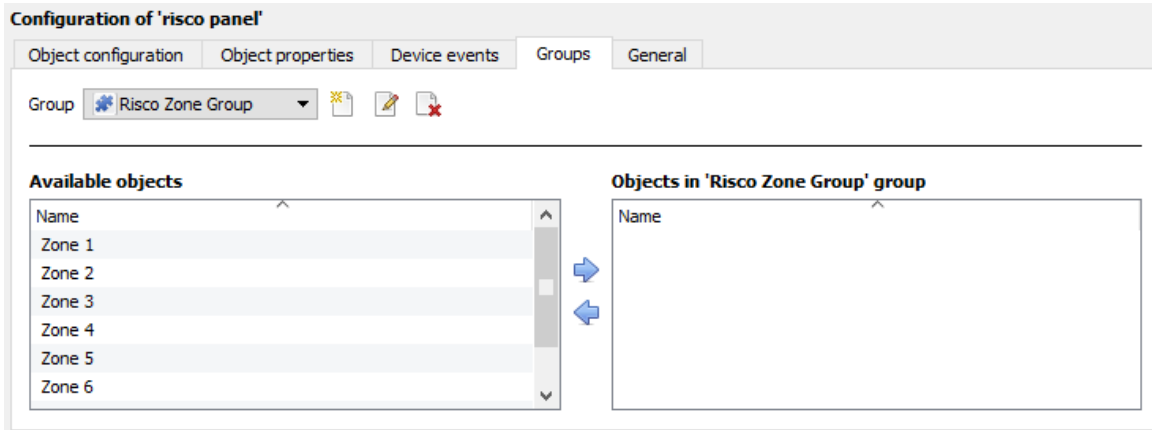 Configuration of 'risco panel'
Object configuration Object properties Device events Groups General
Group Risco Zone Group
Available objects Objects in 'Risco Zone Group' group
Name Name
Zone 1
Zone 2
Zone 3
Zone 4
Zone 5
Zone 6